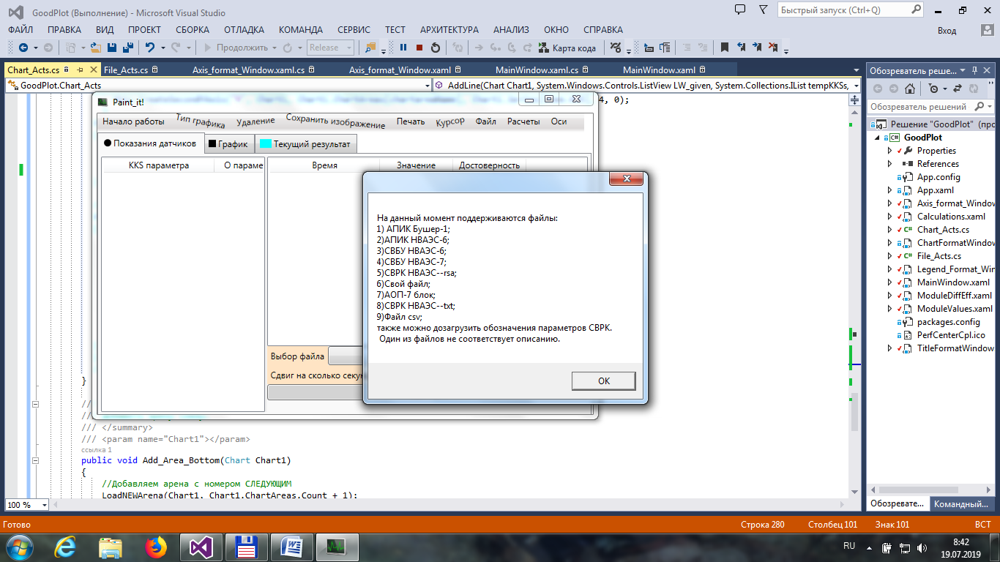 GoodPlot (Выполнение) - Microsoft Visual Studio
Быстрый запуск (Ctrl+Q)
ФАЙЛ ПРАВКА ВИД ПРОЕКТ СБОРКА ОТЛАДКА КОМАНДА СЕРВИС ТЕСТ АРХИТЕКТУРА АНАЛИЗ ОКНО СПРАВКА
Вход
Продолжить Release Карта кода
Chart_Acts.cs File_Acts.cs Axis_format_Window.xaml.cs Axis_format_Window.xaml MainWindow.xaml.cs MainWindow.xaml
GoodPlot.Chart_Acts AddLine(Chart Chart1, System.Windows.Controls.ListView LW_given, System.Collections.IList tempKKSs,
4, 0);
Paint_it!
Начало работы Тип графика Удаление Сохранить изображение Печать Курсор Файл Расчеты Оси
Показания датчиков График Текущий результат
KKS параметра О параме Время Значение Достоверность
На данный момент поддерживаются файлы:
1) АПИК Бушер-1;
2)АПИК НВАЭС-6;
3)СВБУ НВАЭС-6;
4)СВБУ НВАЭС-7;
5)СВРК НВАЭС--rsa;
6)Свой файл;
7)АОП-7 блок;
8)СВРК НВАЭС--txt;
9)Файл csv;
также можно дозагрузить обозначения параметров СВРК.
Один из файлов не соответствует описанию.
OK
Выбор файла
Сдвиг на сколько секун
}
//
//
/// </summary>
/// <param name="Chart1"></param>
ссылка 1
public void Add_Area_Bottom(Chart Chart1)
{
//Добавляем арена с номером СЛЕДУЮЩИМ
LoadNEWArena(Chart1, Chart1.ChartAreas.Count + 1);
100 %
Обозреватель реше...
Обозреватель решений
Решение "GoodPlot" (про
GoodPlot
Properties
References
App.config
App.xaml
Axis_format_Window
Calculations.xaml
Chart_Acts.cs
ChartFormatWindow
File_Acts.cs
Legend_Format_Win
MainWindow.xaml
ModuleDiffEff.xaml
ModuleValues.xaml
packages.config
PerfCenterCpl.ico
TitleFormatWindow
Обозревате... Командный...
Готово Строка 280 Столбец 101 Знак 101 ВСТ
RU
8:42
19.07.2019